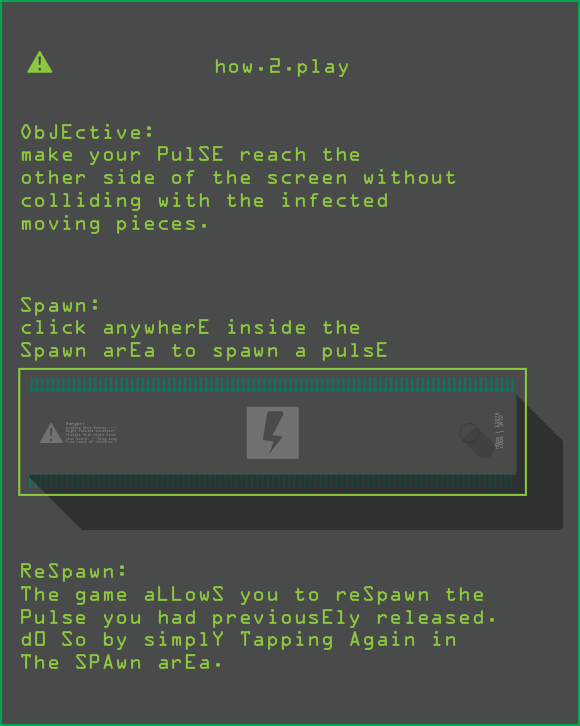 how.2.play
ObJEctive:
make your PulSE reach the
other side of the screen without
colliding with the infected
moving pieces.
Spawn:
click anywherE inside the
Spawn arEa to spawn a pulsE
Danger!
ReSpawn:
The game aLLowS you to reSpawn the
Pulse you had previousEly released.
dO So by simplY Tapping Again in
The SPAwn arEa.